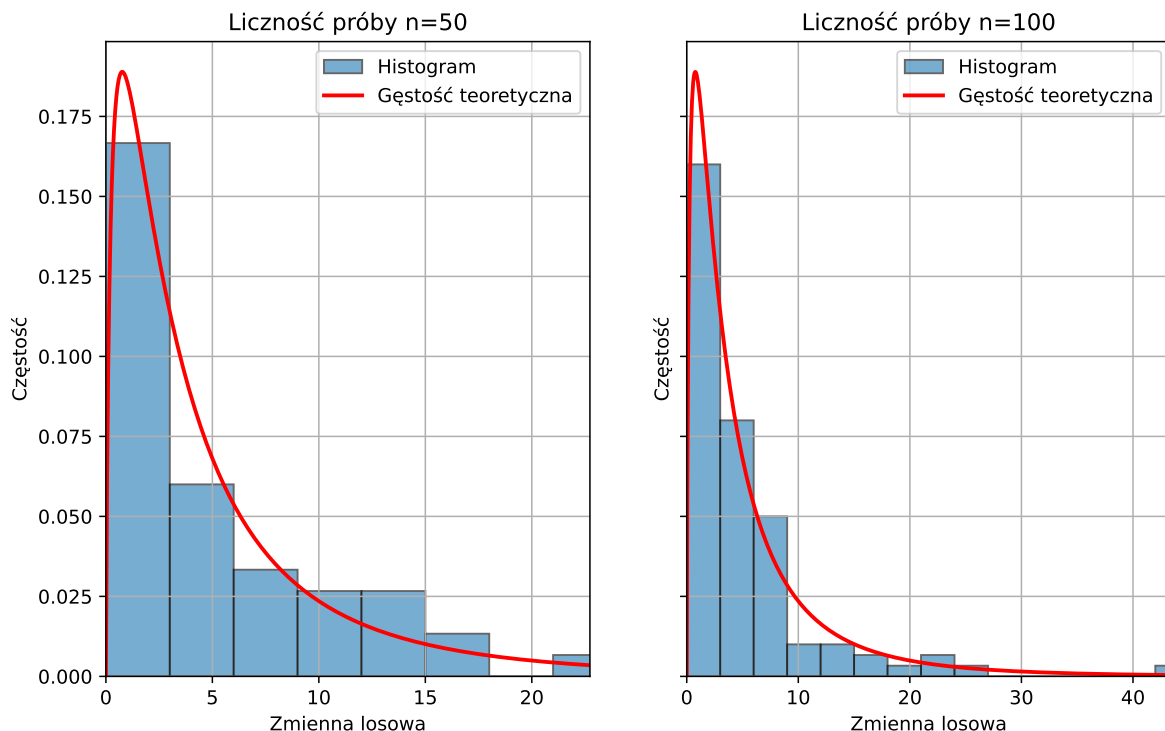 Liczność próby n=50
Histogram
Gęstość teoretyczna
0.175
0.150
0.125
0.100
0.075
0.050
0.025
0.000
Częstość
0 5 10 15 20
Zmienna losowa
Liczność próby n=100
Histogram
Gęstość teoretyczna
Częstość
0 10 20 30 40
Zmienna losowa